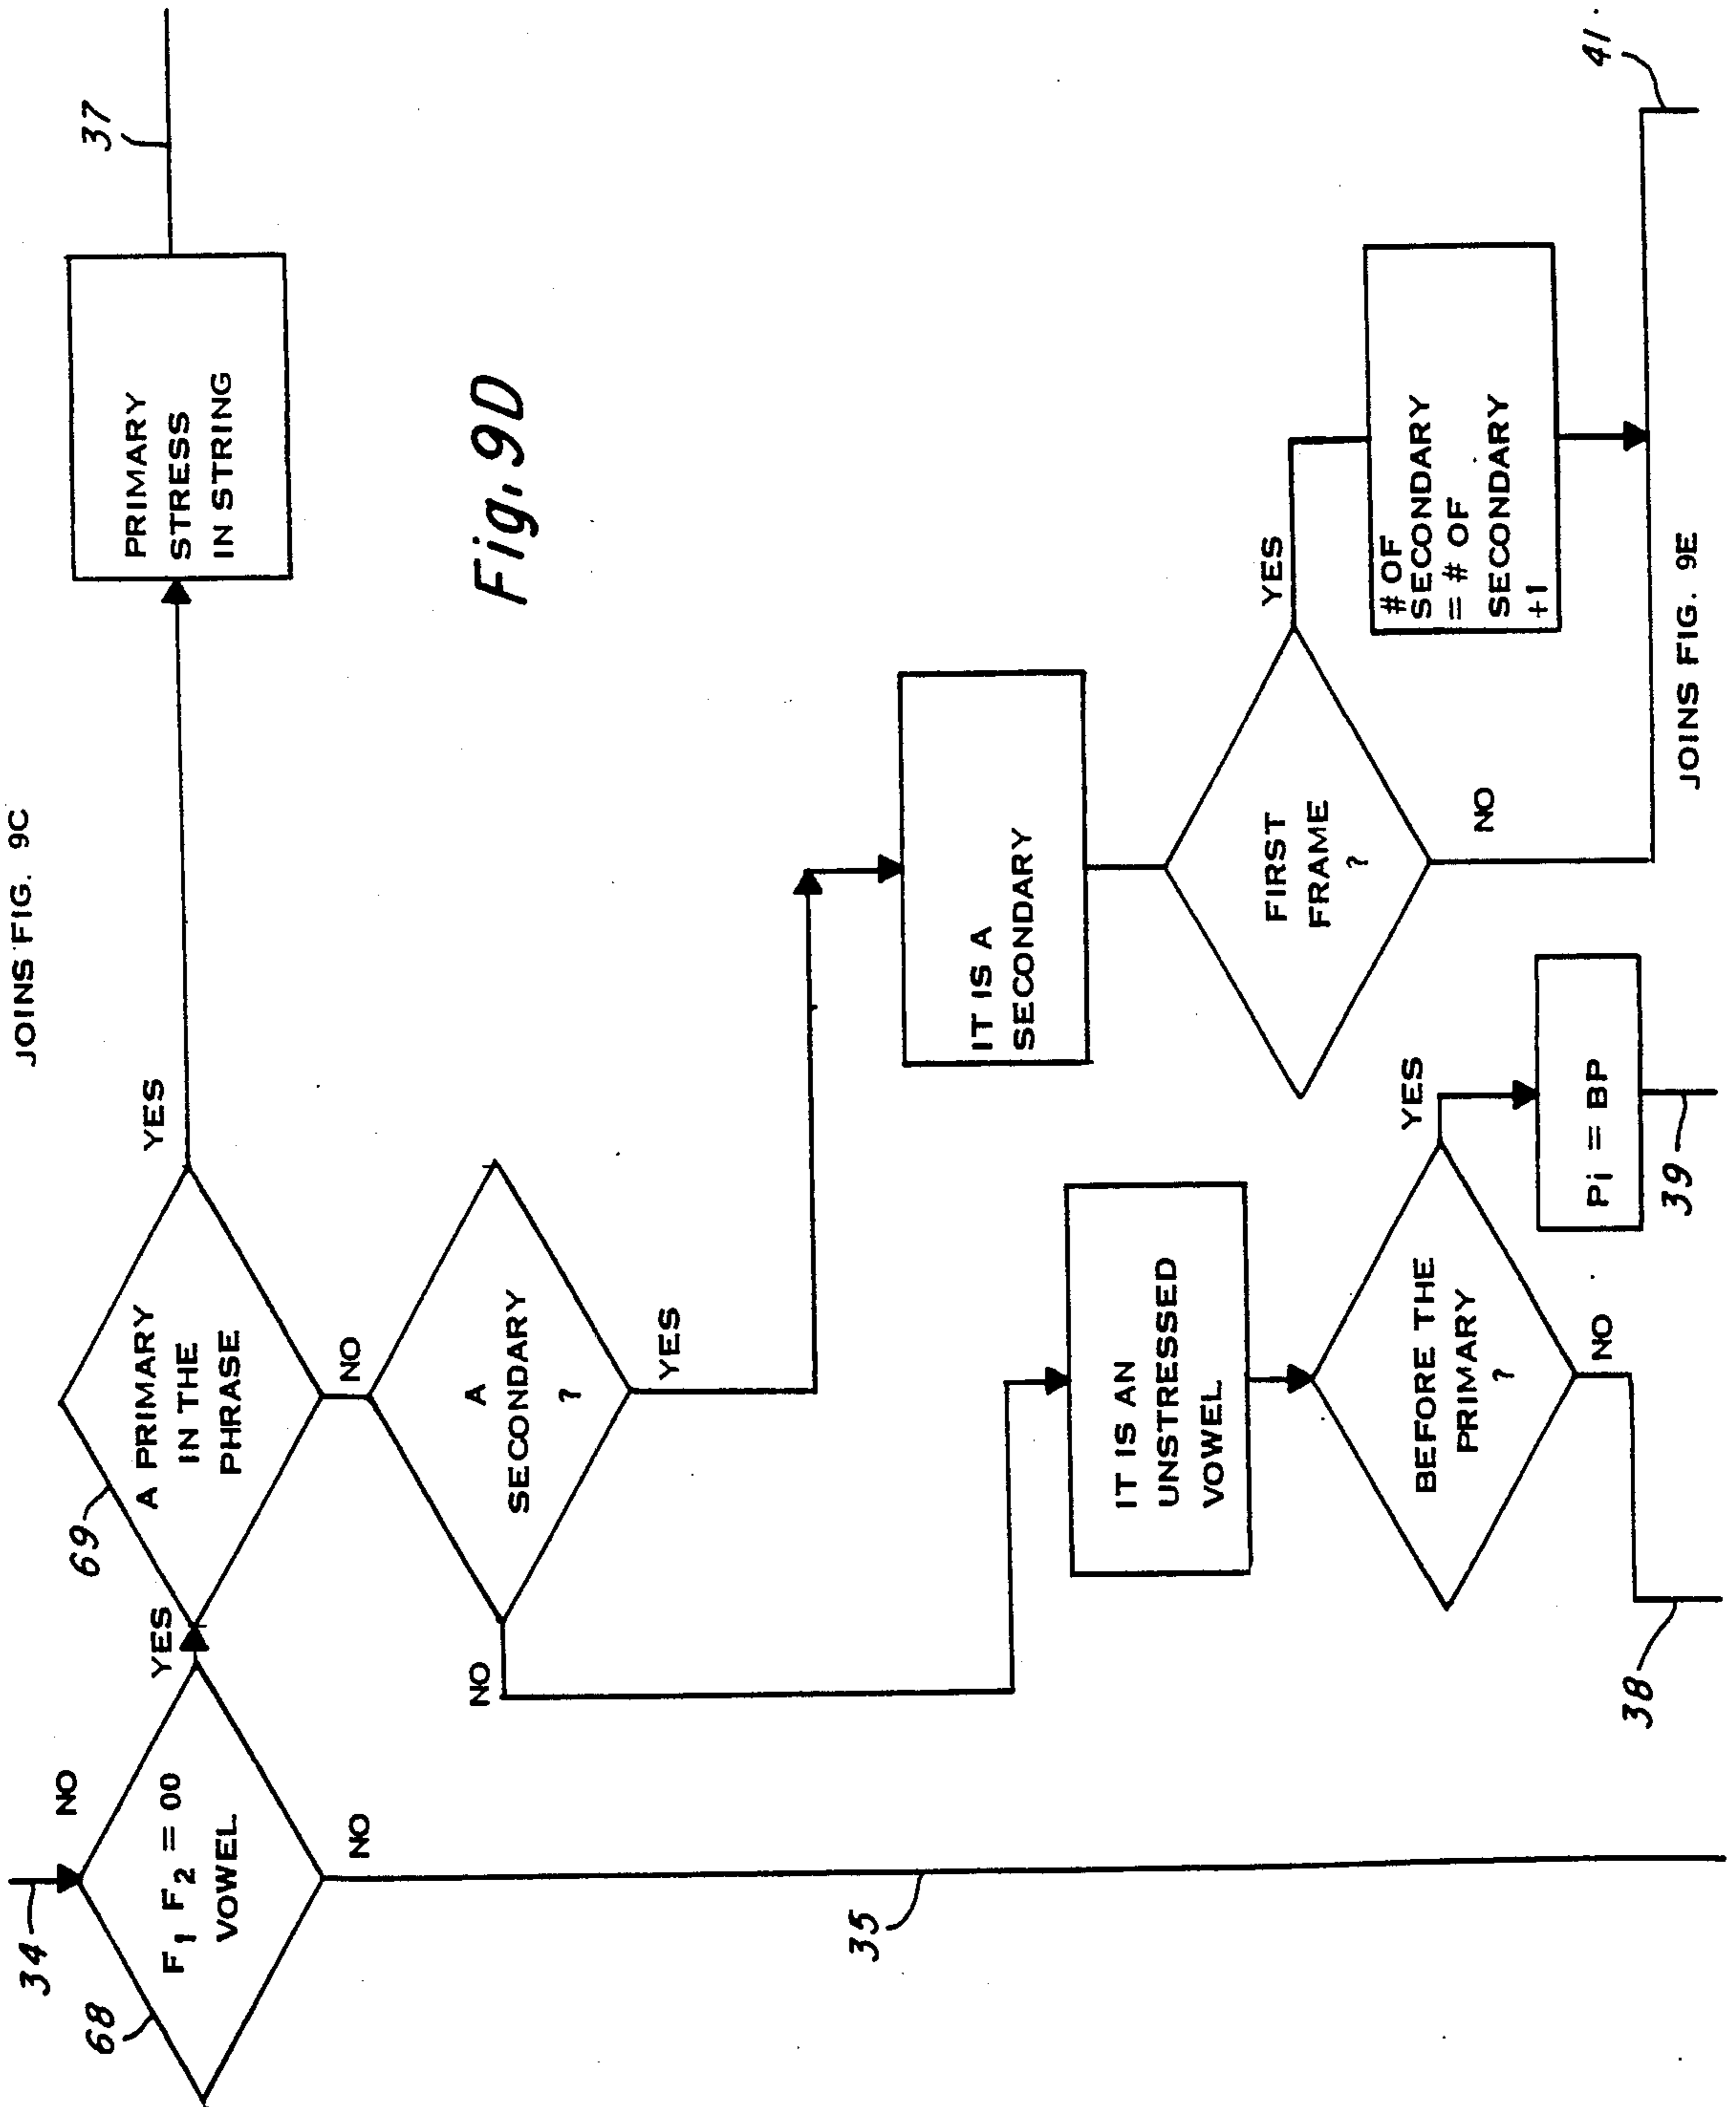 JOINS FIG. 9C
34
NO
68
F1 F2 = 00
VOWEL
YES
NO
35
69
A PRIMARY
IN THE
PHRASE
YES
NO
PRIMARY
STRESS
IN STRING
37
A
SECONDARY
?
YES
NO
Fig. 9D
IT IS A
SECONDARY
FIRST
FRAME
?
YES
NO
# OF
SECONDARY
= # OF
SECONDARY
+1
41
IT IS AN
UNSTRESSED
VOWEL
BEFORE THE
PRIMARY
?
YES
NO
Pi = BP
39
38
JOINS FIG. 9E